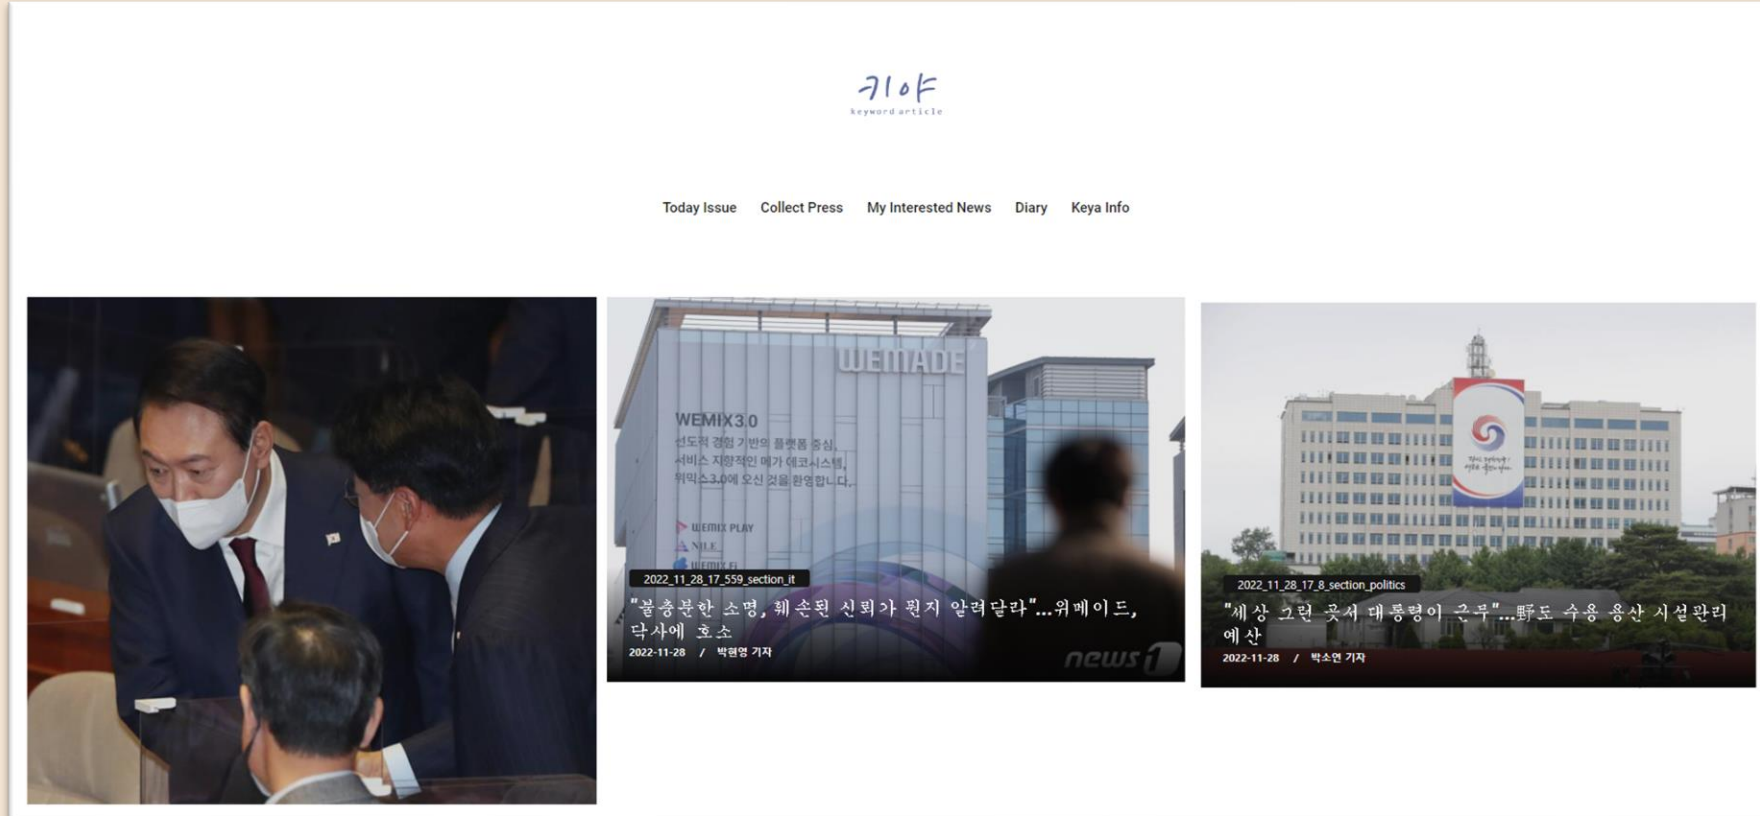 키야
keyword article
Today Issue
Collect Press
My Interested News
Diary
Keya Info
WEMADE
WEMIX3.0
선도적 경험 기반의 플랫폼 중심,
서비스 지향적인 메가 에코시스템,
위믹스3.0에 오신 것을 환영합니다.
WEMIX PLAY
NILE
WEMIX.Fi
2022_11_28_17_559_section_it
"불충분한 소명, 훼손된 신뢰가 뭔지 알려달라"...위메이드,
닥사에 호소
2022-11-28 / 박현영 기자
news1
2022_11_28_17_8_section_politics
"세상 그런 곳서 대통령이 근무"...野도 수용 용산 시설관리
예산
2022-11-28 / 박소연 기자